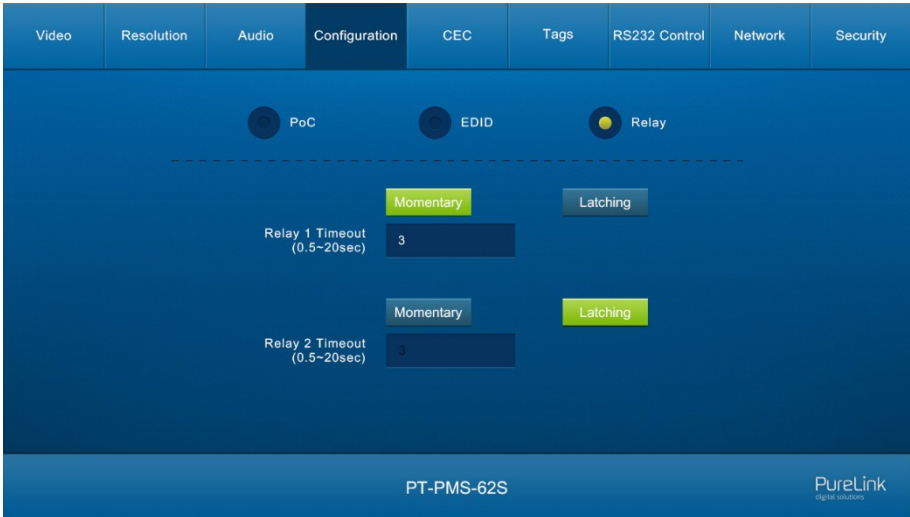 Video Resolution Audio Configuration CEC Tags RS232 Control Network Security
PoC EDID Relay
Momentary Latching
Relay 1 Timeout
(0.5~20sec)
3
Momentary Latching
Relay 2 Timeout
(0.5~20sec)
3
PT-PMS-62S
PureLink
digital solutions